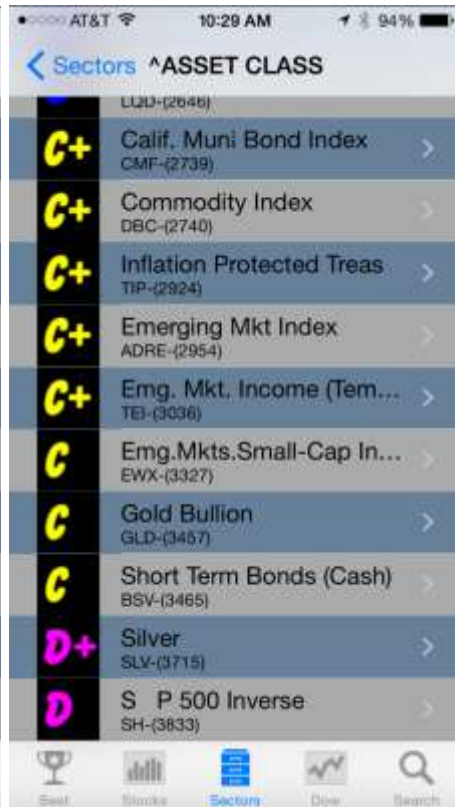 AT&T 10:29 AM 94%
Sectors ^ASSET CLASS
LQD-(2646)
C+ Calif. Muni Bond Index
CMF-(2739)
C+ Commodity Index
DBC-(2740)
C+ Inflation Protected Treas
TIP-(2924)
C+ Emerging Mkt Index
ADRE-(2954)
C+ Emg. Mkt. Income (Tem...
TEI-(3036)
C Emg.Mkts.Small-Cap In...
EWX-(3327)
C Gold Bullion
GLD-(3457)
C Short Term Bonds (Cash)
BSV-(3465)
D+ Silver
SLV-(3715)
D S P 500 Inverse
SH-(3833)
Best Stocks Sectors Dow Search